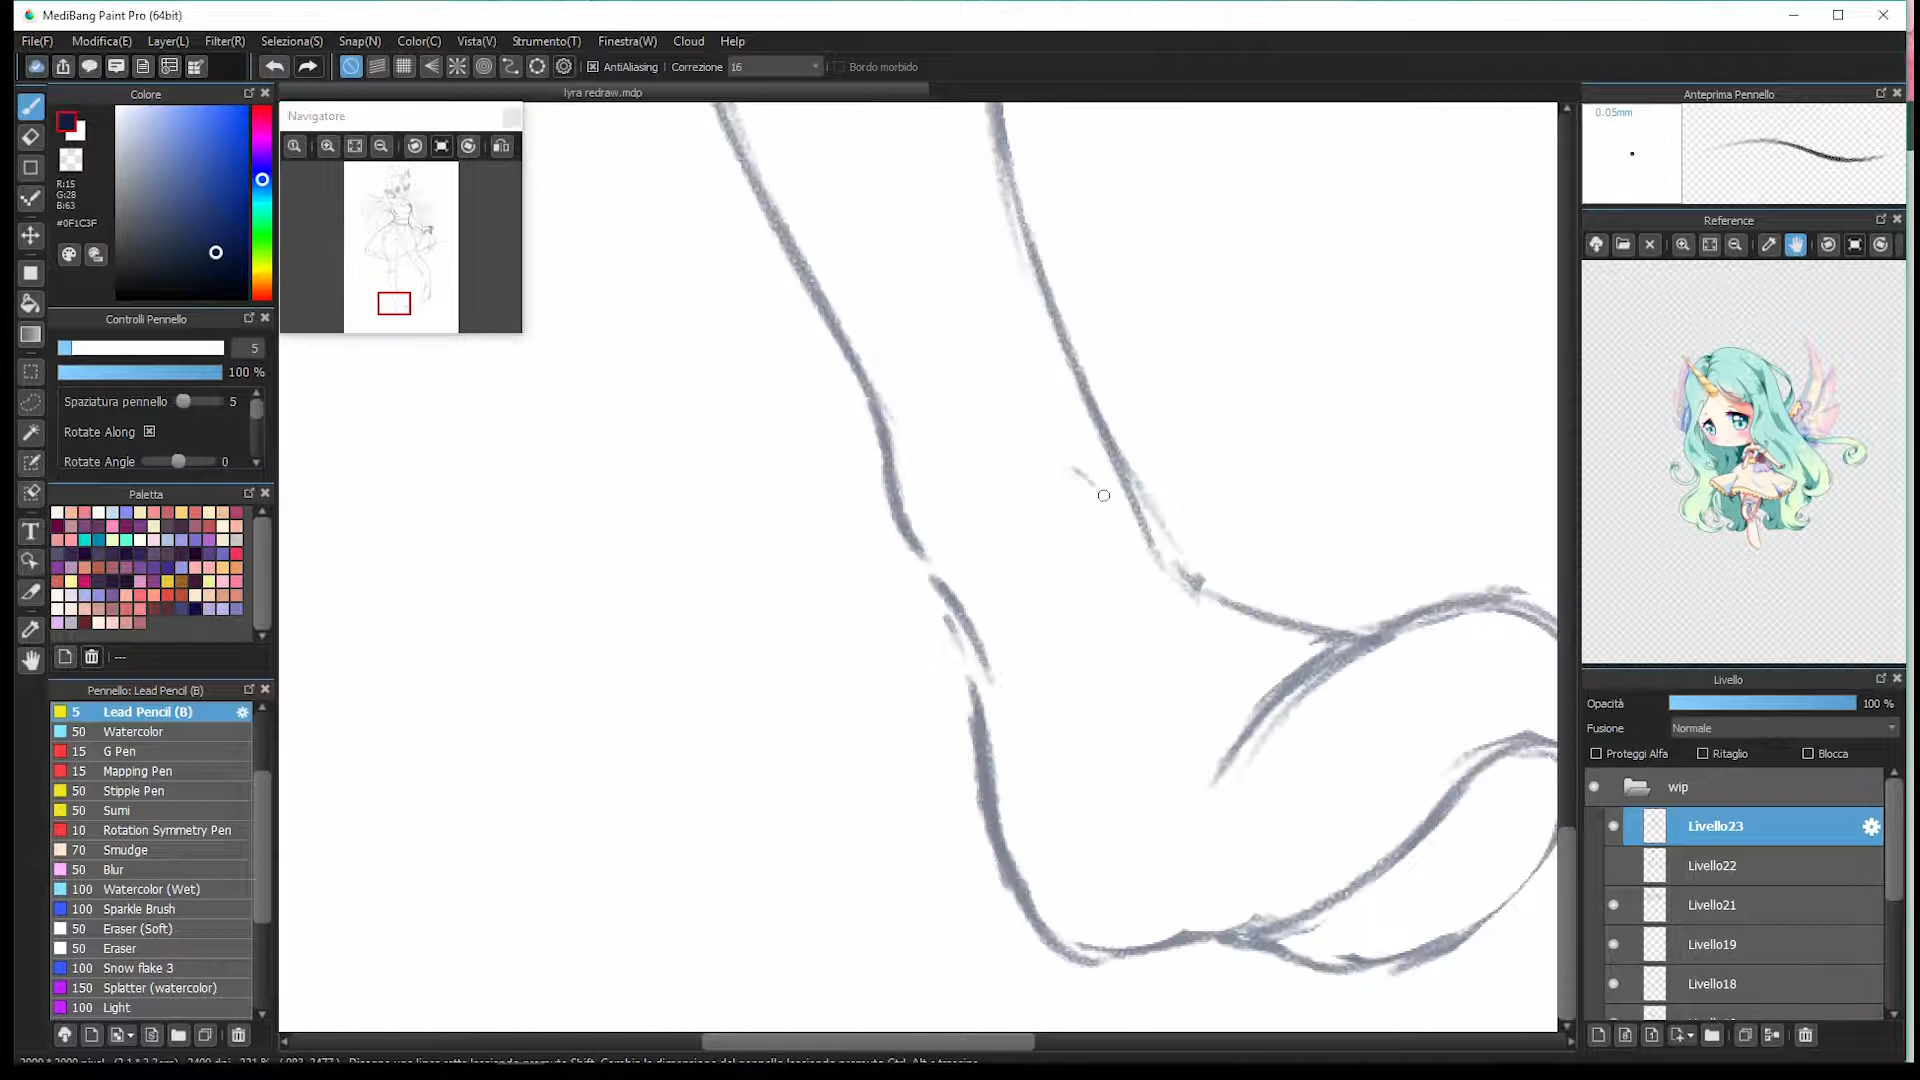 MediBang Paint Pro (64bit)
File(F) Modifica(E) Layer(L) Filter(R) Seleziona(S) Snap(N) Color(C) Vista(V) Strumento(T) Finestra(W) Cloud Help
AntiAliasing Correzione 16 Bordo morbido
Colore
lyra redraw.mdp
Anteprima Pennello
Navigatore
0.05mm
R:15
G:28
B:63
#0F1C3F
Reference
Controlli Pennello
5
100 %
Spaziatura pennello 5
Rotate Along
Rotate Angle 0
Paletta
---
Pennello: Lead Pencil (B)
5 Lead Pencil (B)
50 Watercolor
15 G Pen
15 Mapping Pen
50 Stipple Pen
50 Sumi
10 Rotation Symmetry Pen
70 Smudge
50 Blur
100 Watercolor (Wet)
100 Sparkle Brush
50 Eraser (Soft)
50 Eraser
100 Snow flake 3
150 Splatter (watercolor)
100 Light
Livello
Opacità 100 %
Fusione Normale
Proteggi Alfa Ritaglio Blocca
wip
Livello23
Livello22
Livello21
Livello19
Livello18